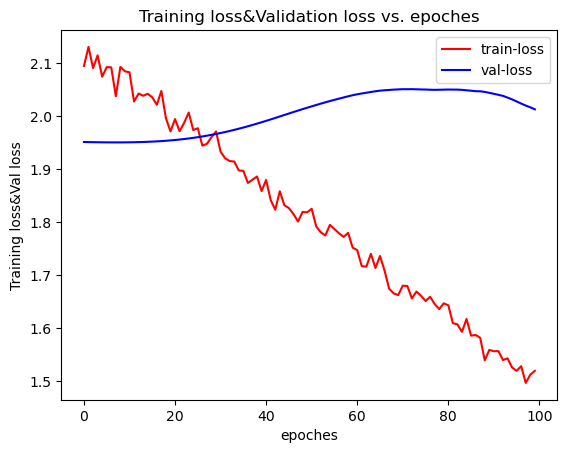 Training loss&Validation loss vs. epoches
train-loss
val-loss
Training loss&Val loss
2.1
2.0
1.9
1.8
1.7
1.6
1.5
0 20 40 60 80 100
epoches